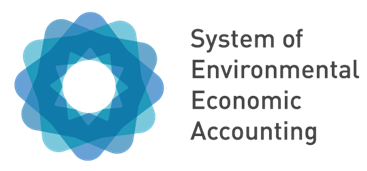 System of
Environmental
Economic
Accounting